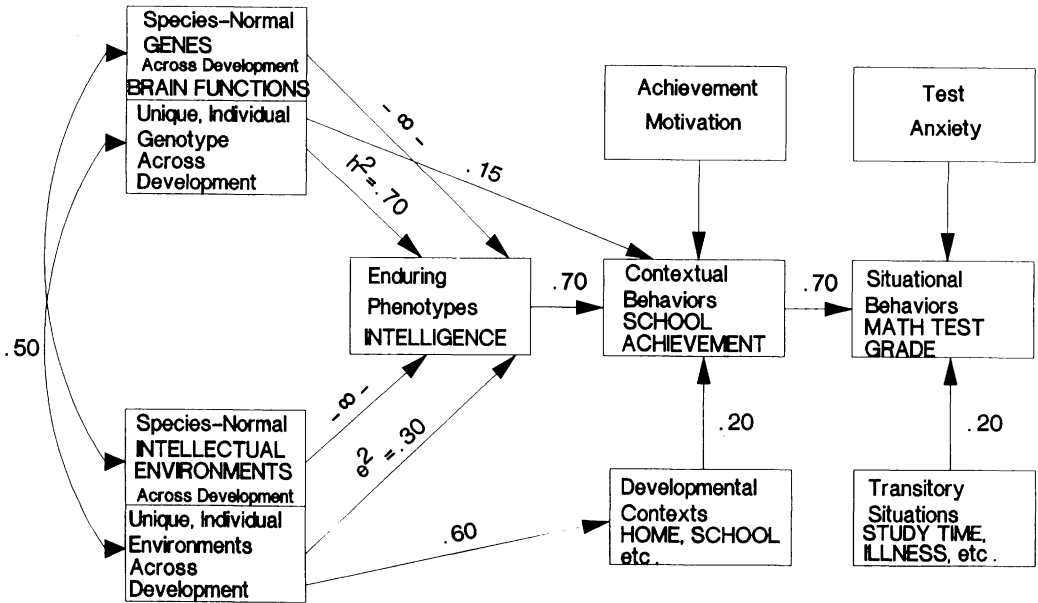 Species-Normal
GENES
Across Development
BRAIN FUNCTIONS
Unique, Individual
Genotype
Across
Development
- ∞ -
.15
h² = .70
Achievement
Motivation
Test
Anxiety
Enduring
Phenotypes
INTELLIGENCE
.70
Contextual
Behaviors
SCHOOL
ACHIEVEMENT
.70
Situational
Behaviors
MATH TEST
GRADE
.50
- ∞ -
e² = .30
.20
.20
Species-Normal
INTELLECTUAL
ENVIRONMENTS
Across Development
Unique, Individual
Environments
Across
Development
.60
Developmental
Contexts
HOME, SCHOOL
etc.
Transitory
Situations
STUDY TIME,
ILLNESS, etc.